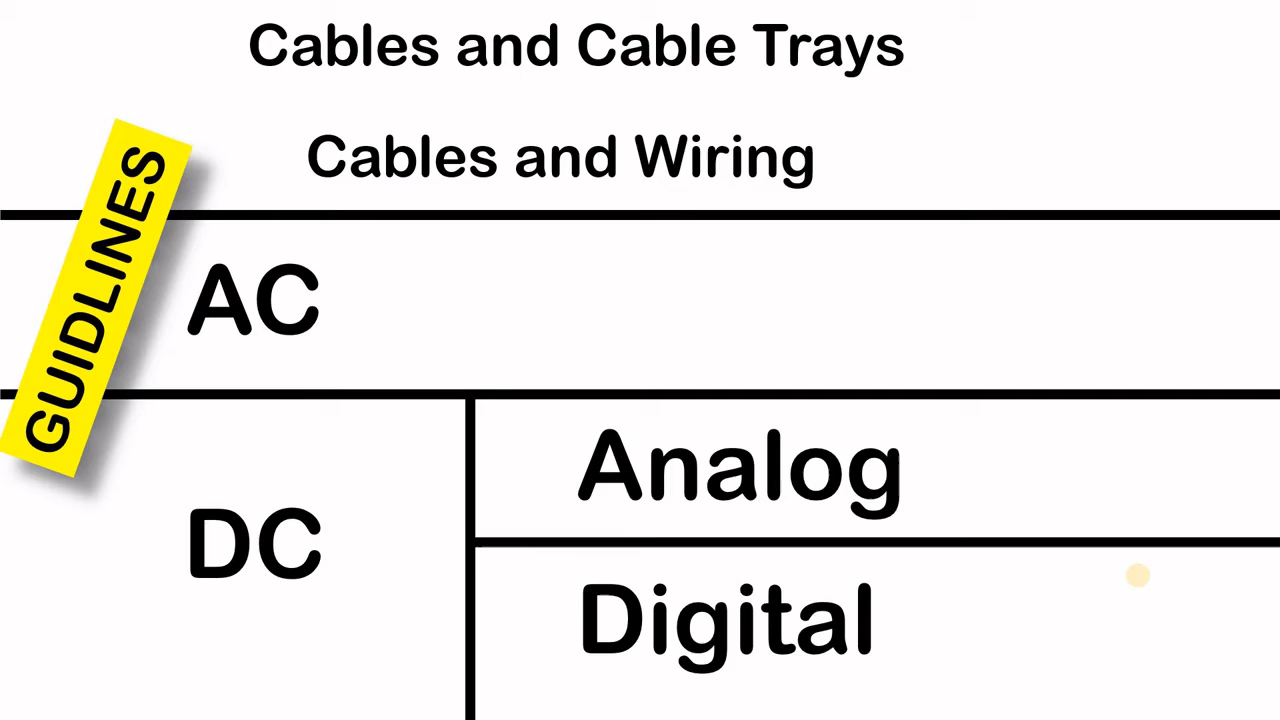 Cables and Cable Trays
Cables and Wiring
GUIDLINES
AC
DC
Analog
Digital